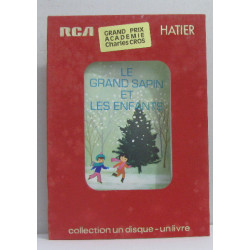 RCA
GRAND PRIX
ACADEMIE
Charles CROS
HATIER
LE
GRAND SAPIN
ET
LES ENFANTS
collection un disque - un livre